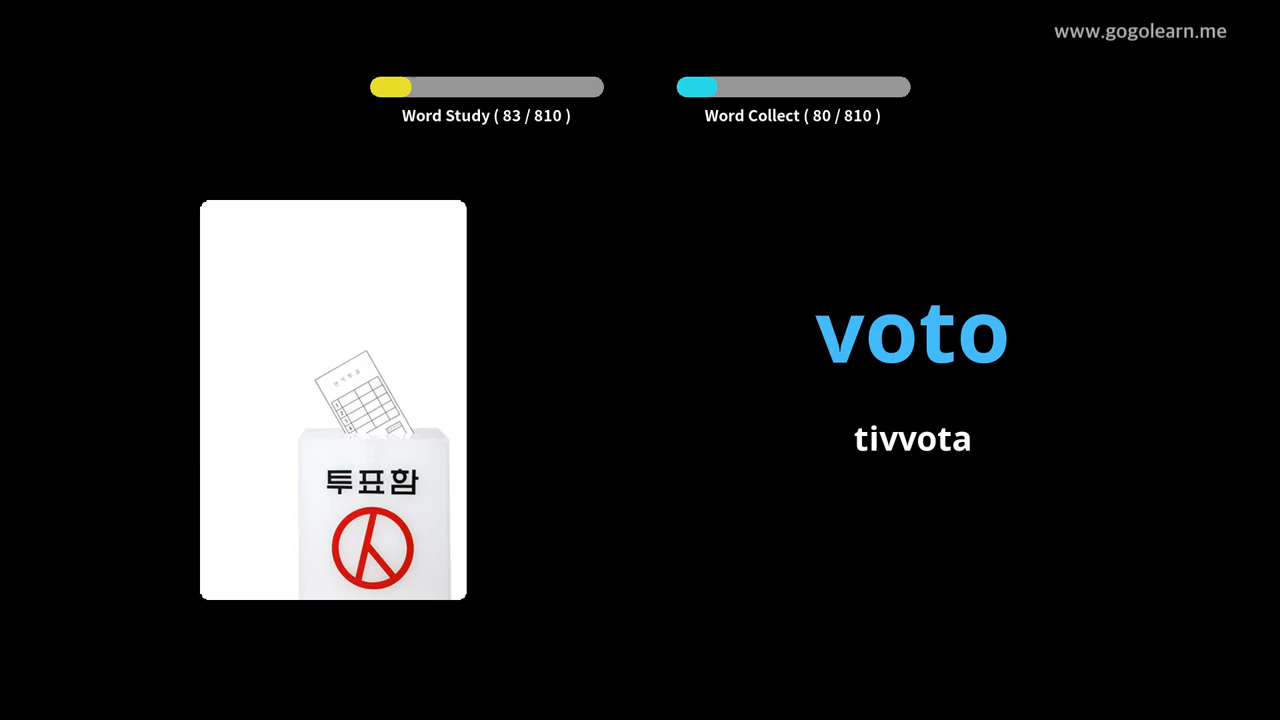 www.gogolearn.me
Word Study ( 83 / 810 )
Word Collect ( 80 / 810 )
voto
tivvota
투표함